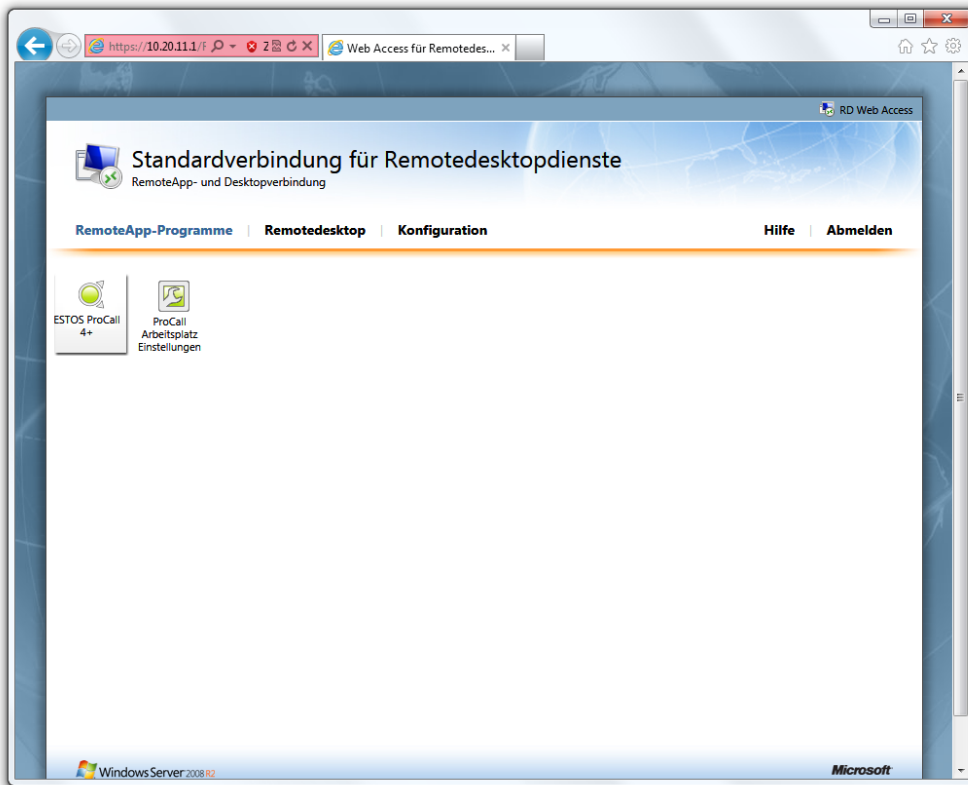 https://10.20.11.1/F
Web Access für Remotedes...
RD Web Access
Standardverbindung für Remotedesktopdienste
RemoteApp- und Desktopverbindung
RemoteApp-Programme
Remotedesktop
Konfiguration
Hilfe
Abmelden
ESTOS ProCall
4+
ProCall
Arbeitsplatz
Einstellungen
Windows Server 2008 R2
Microsoft